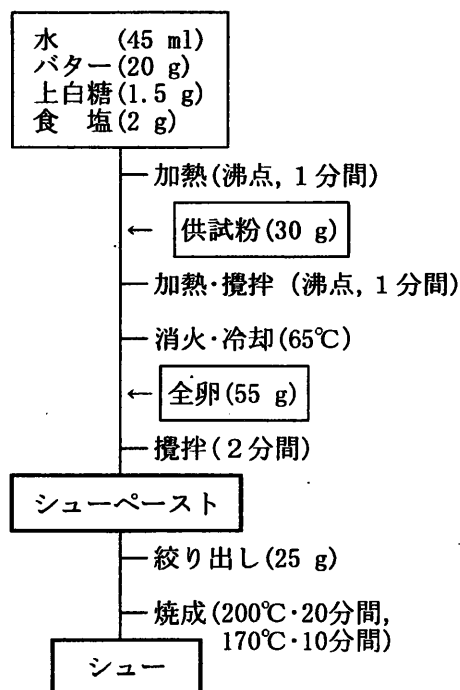 水　　(45 ml)
バター(20 g)
上白糖(1.5 g)
食　塩(2 g)
加熱(沸点, 1分間)
← 供試粉(30 g)
加熱·攪拌 (沸点, 1分間)
消火·冷却(65℃)
← 全卵(55 g)
攪拌(2分間)
シューペースト
絞り出し(25 g)
焼成(200℃·20分間,
170℃·10分間)
シュー